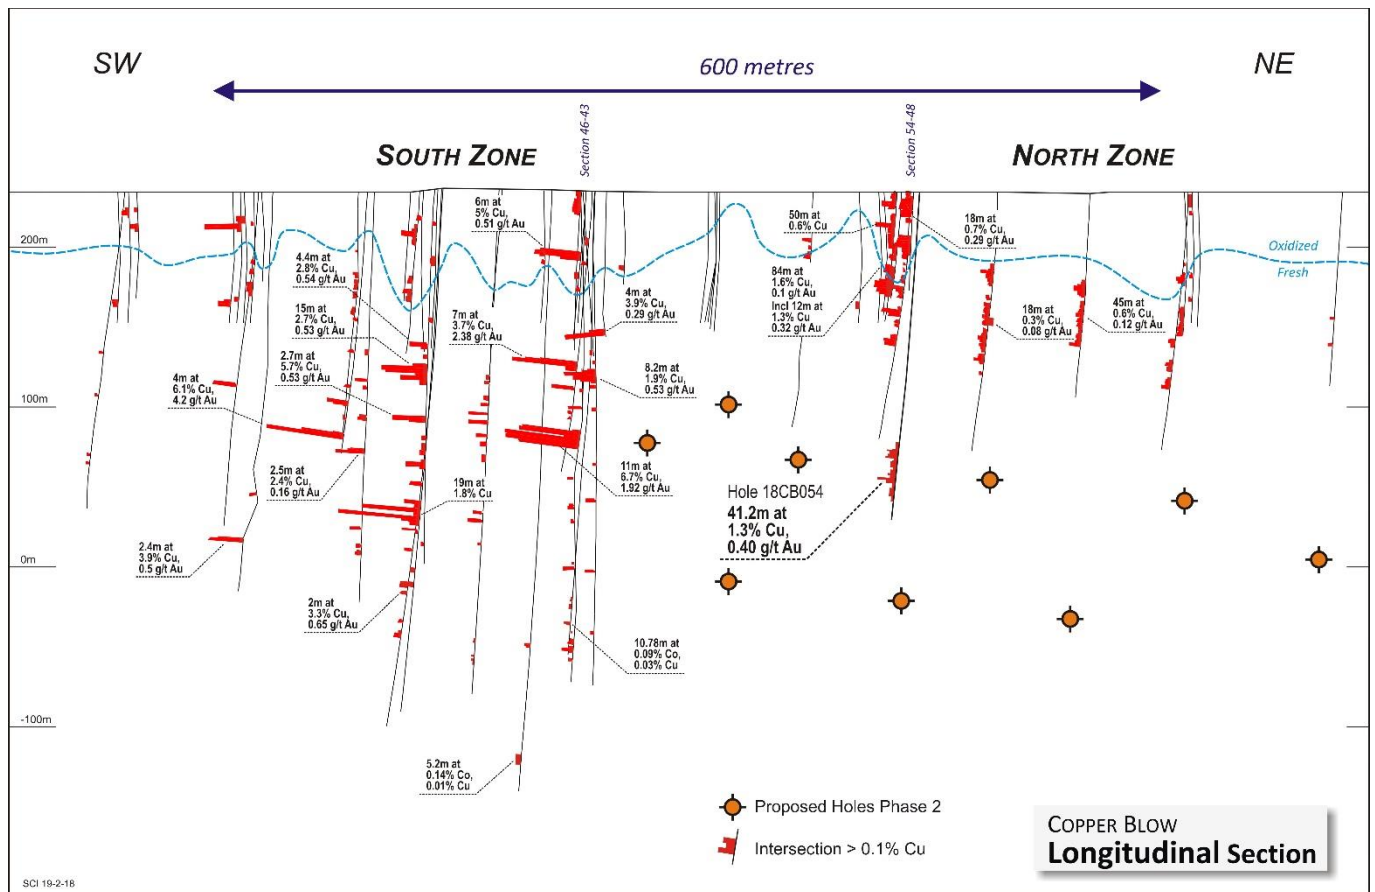 SW
600 metres
NE
SOUTH ZONE
Section 46-43
Section 54-48
NORTH ZONE
6m at
5% Cu,
0.51 g/t Au
50m at
0.6% Cu
18m at
0.7% Cu,
0.29 g/t Au
200m
Oxidized
Fresh
4.4m at
2.8% Cu,
0.54 g/t Au
84m at
1.6% Cu,
0.1 g/t Au
Incl 12m at
1.3% Cu
0.32 g/t Au
4m at
3.9% Cu,
0.29 g/t Au
15m at
2.7% Cu,
0.53 g/t Au
7m at
3.7% Cu,
2.38 g/t Au
18m at
0.3% Cu,
0.08 g/t Au
45m at
0.6% Cu,
0.12 g/t Au
2.7m at
5.7% Cu,
0.53 g/t Au
8.2m at
1.9% Cu,
0.53 g/t Au
4m at
6.1% Cu,
4.2 g/t Au
100m
2.5m at
2.4% Cu,
0.16 g/t Au
19m at
1.8% Cu
11m at
6.7% Cu,
1.92 g/t Au
Hole 18CB054
41.2m at
1.3% Cu,
0.40 g/t Au
2.4m at
3.9% Cu,
0.5 g/t Au
0m
2m at
3.3% Cu,
0.65 g/t Au
10.78m at
0.09% Co,
0.03% Cu
-100m
5.2m at
0.14% Co,
0.01% Cu
Proposed Holes Phase 2
Intersection > 0.1% Cu
COPPER BLOW
Longitudinal Section
SCI 19-2-18